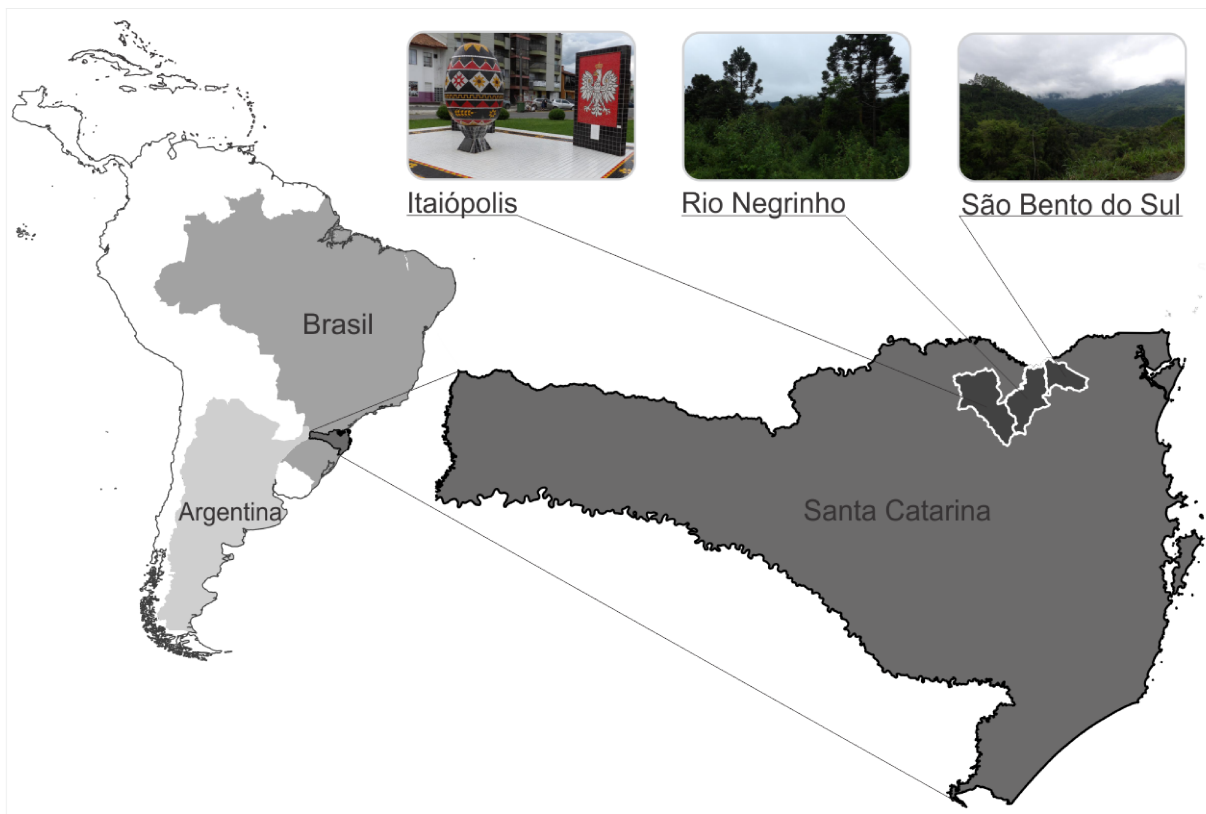 Itaiópolis
Rio Negrinho
São Bento do Sul
Brasil
Argentina
Santa Catarina